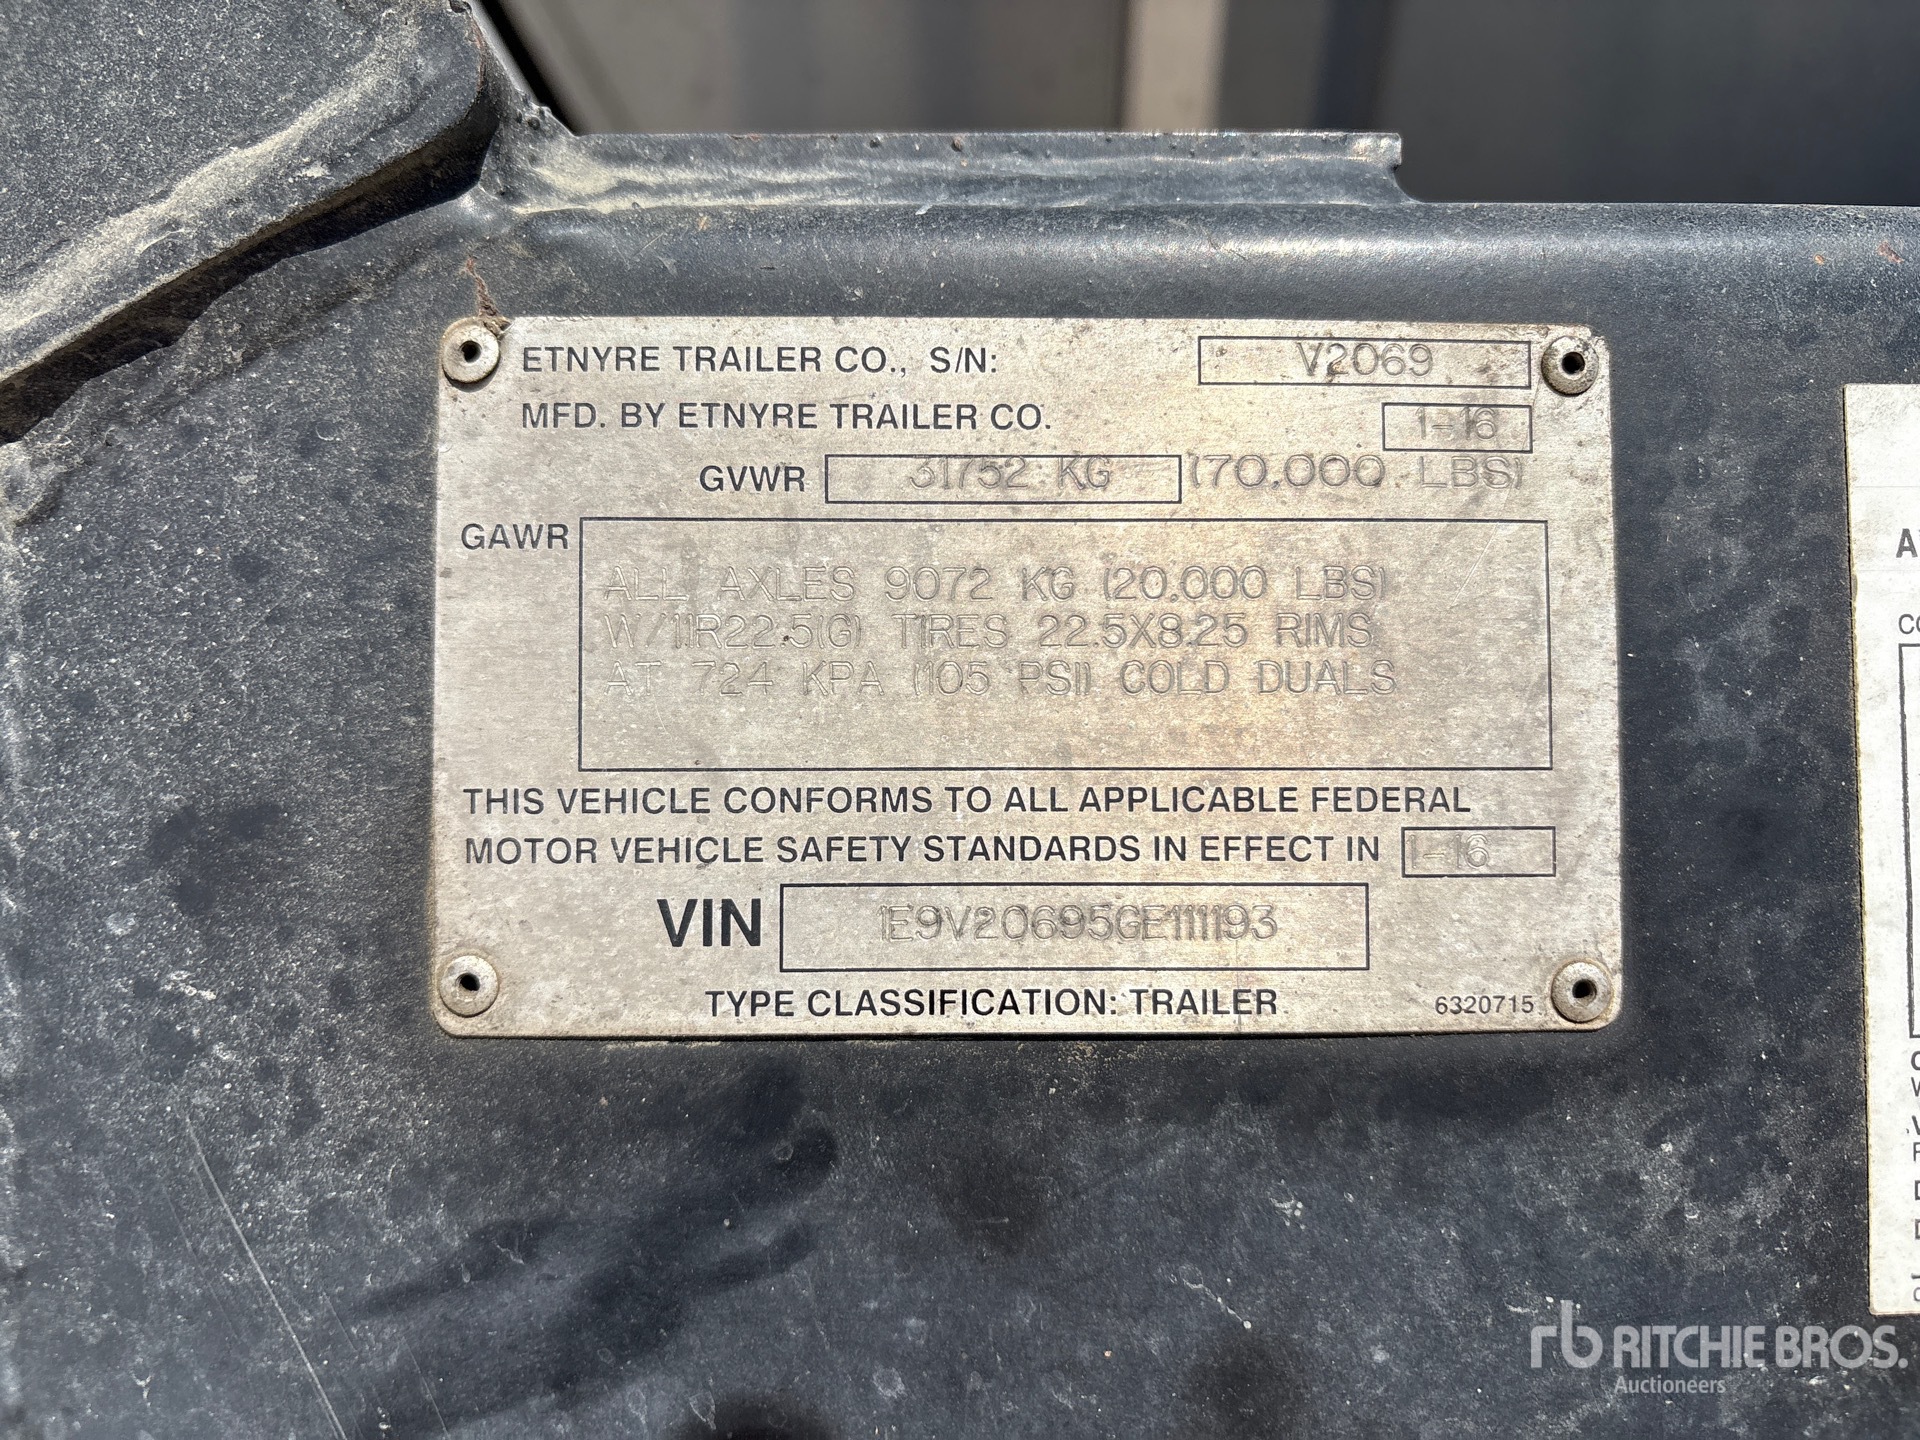 ETNYRE TRAILER CO., S/N: V2069
MFD. BY ETNYRE TRAILER CO. 1-16
GVWR 31752 KG (70,000 LBS)
GAWR
ALL AXLES 9072 KG (20,000 LBS)
W/11R22.5(G) TIRES 22.5X8.25 RIMS
AT 724 KPA (105 PSI) COLD DUALS
THIS VEHICLE CONFORMS TO ALL APPLICABLE FEDERAL
MOTOR VEHICLE SAFETY STANDARDS IN EFFECT IN 1-16
VIN 1E9V20695GE111193
TYPE CLASSIFICATION: TRAILER 6320715
rb RITCHIE BROS.
Auctioneers